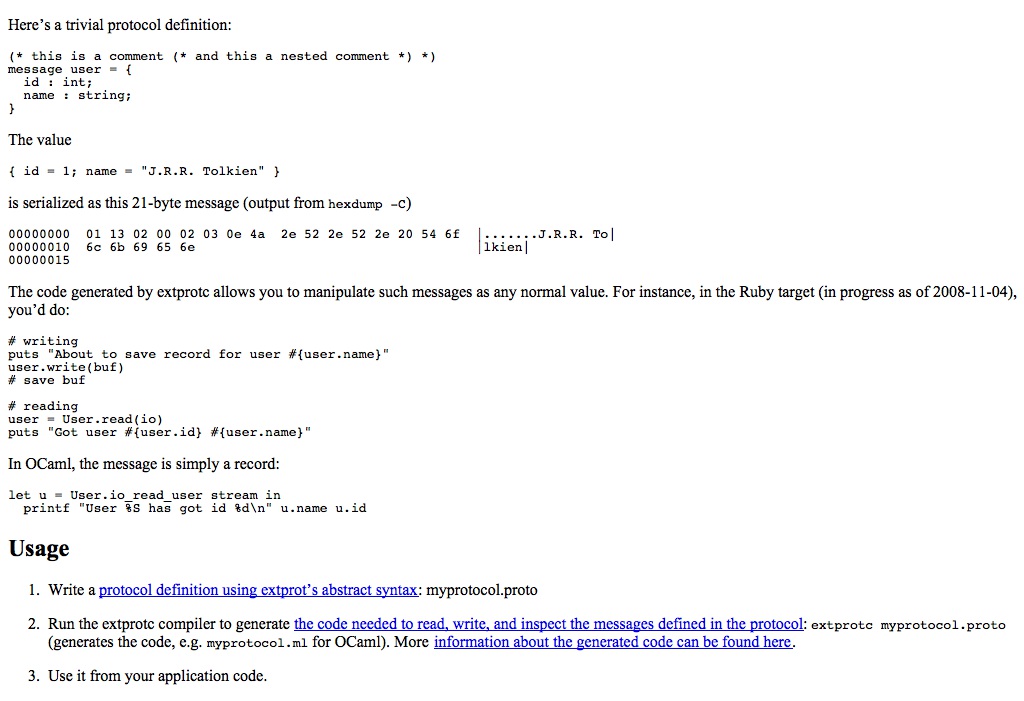 Here’s a trivial protocol definition:
(* this is a comment (* and this a nested comment *) *)
message user = {
  id : int;
  name : string;
}
The value
{ id = 1; name = "J.R.R. Tolkien" }
is serialized as this 21-byte message (output from hexdump -C)
00000000  01 13 02 00 02 03 0e 4a  2e 52 2e 52 2e 20 54 6f  |.......J.R.R. To|
00000010  6c 6b 69 65 6e                                    |lkien|
00000015
The code generated by extprotc allows you to manipulate such messages as any normal value. For instance, in the Ruby target (in progress as of 2008-11-04),
you’d do:
# writing
puts "About to save record for user #{user.name}"
user.write(buf)
# save buf
# reading
user = User.read(io)
puts "Got user #{user.id} #{user.name}"
In OCaml, the message is simply a record:
let u = User.io_read_user stream in
  printf "User %S has got id %d\n" u.name u.id
Usage
1. Write a protocol definition using extprot’s abstract syntax: myprotocol.proto
2. Run the extprotc compiler to generate the code needed to read, write, and inspect the messages defined in the protocol: extprotc myprotocol.proto
(generates the code, e.g. myprotocol.ml for OCaml). More information about the generated code can be found here.
3. Use it from your application code.